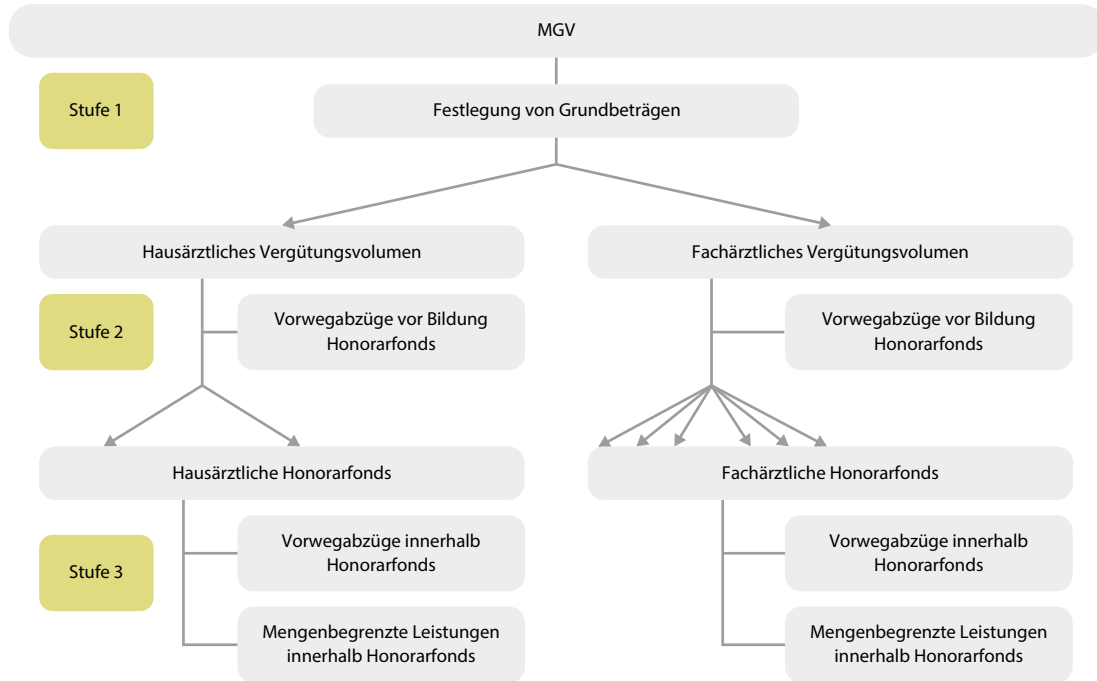 MGV
Stufe 1
Festlegung von Grundbeträgen
Hausärztliches Vergütungsvolumen
Fachärztliches Vergütungsvolumen
Stufe 2
Vorwegabzüge vor Bildung
Honorarfonds
Vorwegabzüge vor Bildung
Honorarfonds
Hausärztliche Honorarfonds
Fachärztliche Honorarfonds
Stufe 3
Vorwegabzüge innerhalb
Honorarfonds
Vorwegabzüge innerhalb
Honorarfonds
Mengenbegrenzte Leistungen
innerhalb Honorarfonds
Mengenbegrenzte Leistungen
innerhalb Honorarfonds